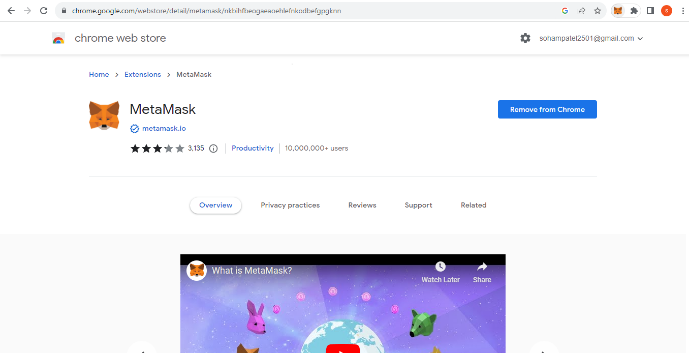 chrome.google.com/webstore/detail/metamask/nkbihfbeogaeaoehlefnkodbefgpgknn
S
chrome web store
sohampatel2501@gmail.com
Home > Extensions > MetaMask
MetaMask
Remove from Chrome
metamask.io
3,135
Productivity
10,000,000+ users
Overview
Privacy practices
Reviews
Support
Related
What is MetaMask?
Watch Later
Share